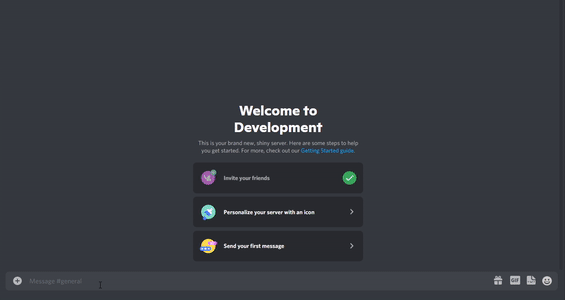 Welcome to
Development
This is your brand new, shiny server. Here are some steps to help
you get started. For more, check out our Getting Started guide.
Invite your friends
Personalize your server with an icon
Send your first message
Message #general
GIF